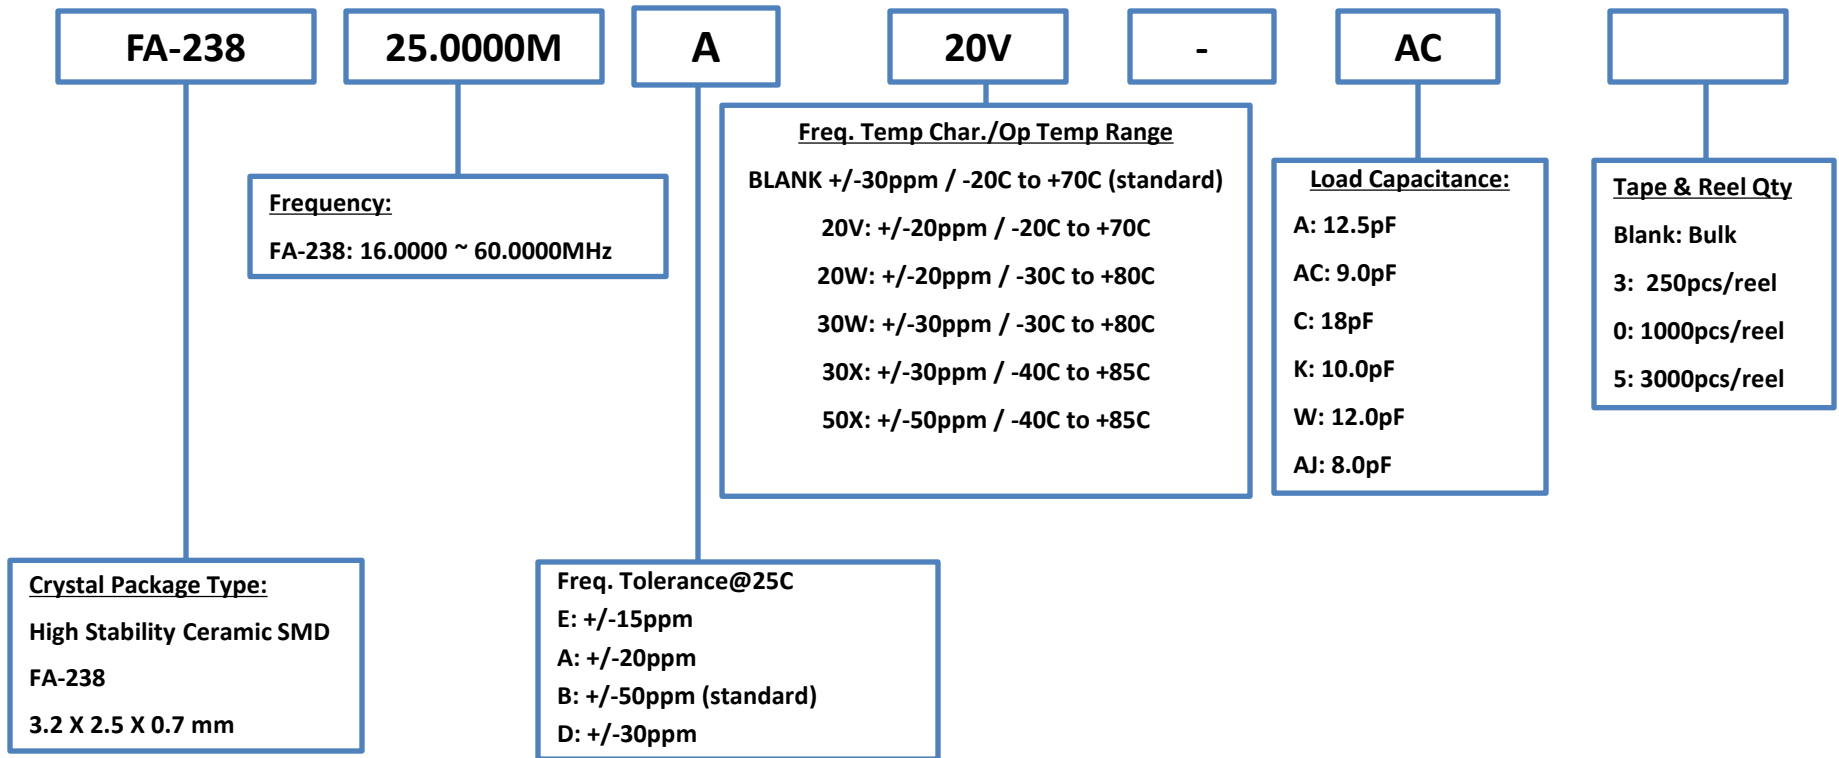 FA-238
25.0000M
A
20V
-
AC
Freq. Temp Char./Op Temp Range
BLANK +/-30ppm / -20C to +70C (standard)
20V: +/-20ppm / -20C to +70C
20W: +/-20ppm / -30C to +80C
30W: +/-30ppm / -30C to +80C
30X: +/-30ppm / -40C to +85C
50X: +/-50ppm / -40C to +85C
Frequency:
FA-238: 16.0000 ~ 60.0000MHz
Load Capacitance:
A: 12.5pF
AC: 9.0pF
C: 18pF
K: 10.0pF
W: 12.0pF
AJ: 8.0pF
Tape & Reel Qty
Blank: Bulk
3:  250pcs/reel
0: 1000pcs/reel
5: 3000pcs/reel
Crystal Package Type:
High Stability Ceramic SMD
FA-238
3.2 X 2.5 X 0.7 mm
Freq. Tolerance@25C
E: +/-15ppm
A: +/-20ppm
B: +/-50ppm (standard)
D: +/-30ppm